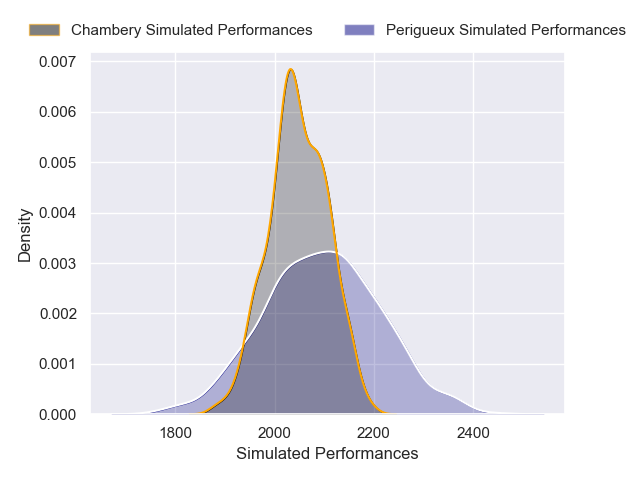 Chambery Simulated Performances
Perigueux Simulated Performances
0.007
0.006
0.005
0.004
0.003
0.002
0.001
0.000
Density
1800 2000 2200 2400
Simulated Performances